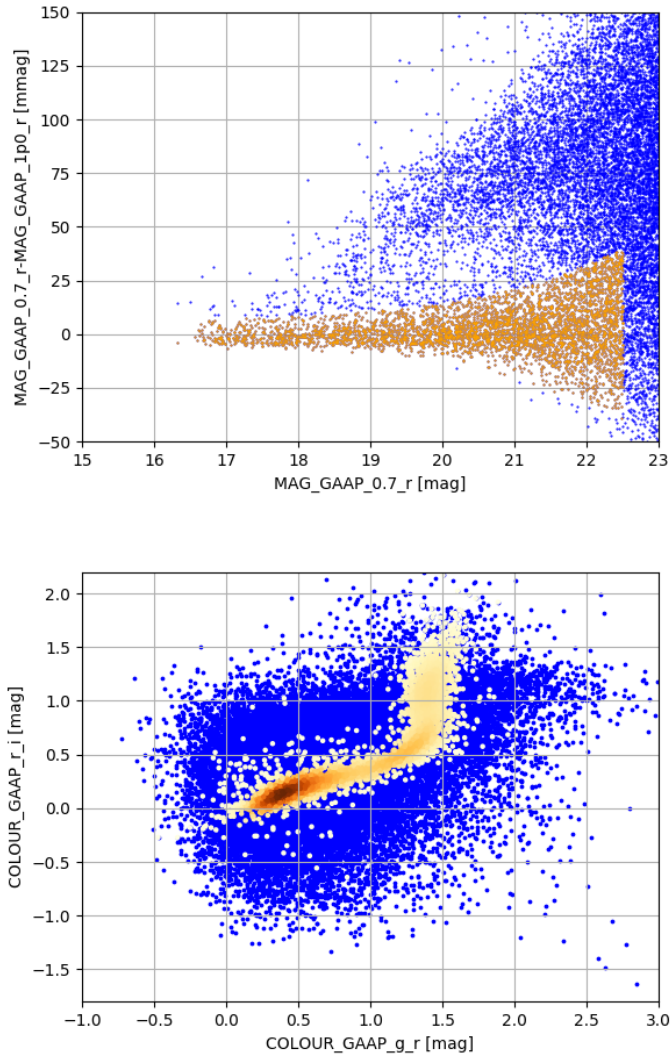 MAG_GAAP_0.7_r-MAG_GAAP_1p0_r [mmag]
150
125
100
75
50
25
0
−25
−50
15 16 17 18 19 20 21 22 23
MAG_GAAP_0.7_r [mag]
COLOUR_GAAP_r_i [mag]
2.0
1.5
1.0
0.5
0.0
−0.5
−1.0
−1.5
−1.0 −0.5 0.0 0.5 1.0 1.5 2.0 2.5 3.0
COLOUR_GAAP_g_r [mag]